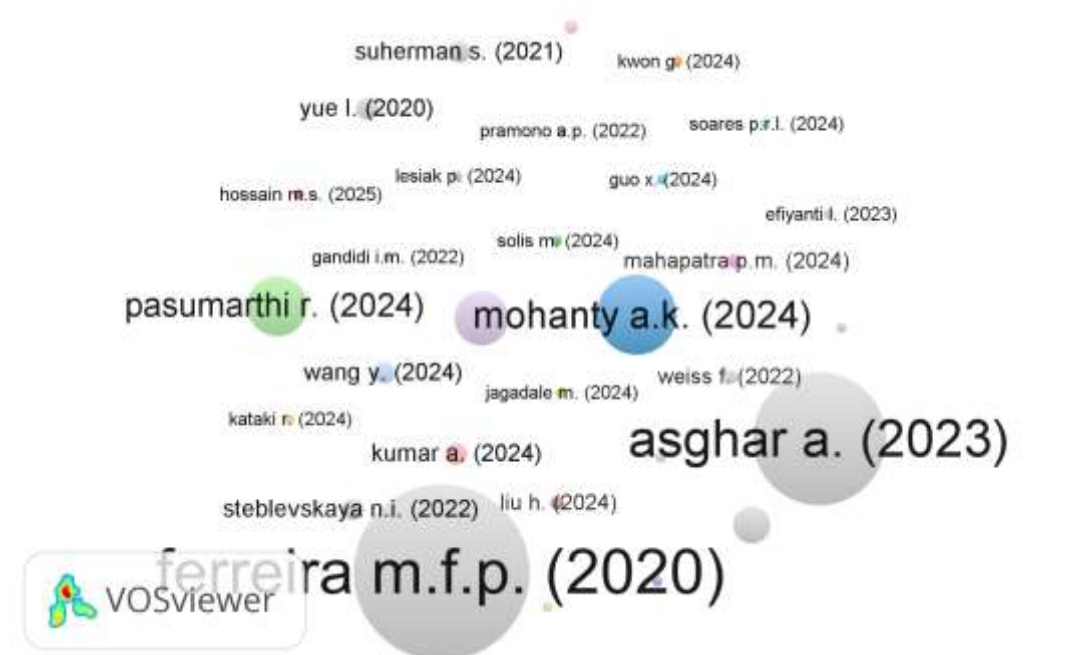 suherman s. (2021)
kwon g. (2024)
yue l. (2020)
pramono a.p. (2022)
soares p.r.l. (2024)
lesiak p. (2024)
guo x. (2024)
hossain m.s. (2025)
efiyanti l. (2023)
solis m. (2024)
gandidi i.m. (2022)
mahapatra p.m. (2024)
pasumarthi r. (2024)
mohanty a.k. (2024)
wang y. (2024)
weiss f. (2022)
jagadale m. (2024)
kataki r. (2024)
asghar a. (2023)
kumar a. (2024)
steblevskaya n.i. (2022)
liu h. (2024)
ferreira m.f.p. (2020)
VOSviewer